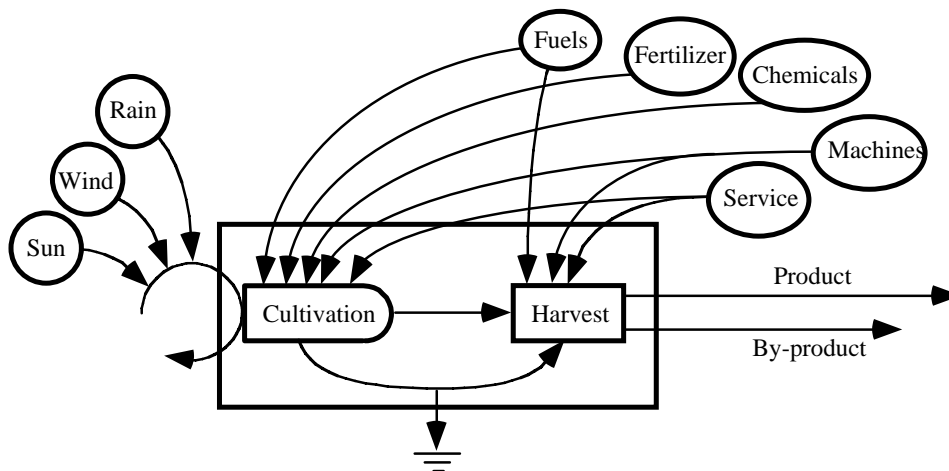 Fuels
Fertilizer
Chemicals
Rain
Machines
Wind
Service
Sun
Product
Cultivation
Harvest
By-product